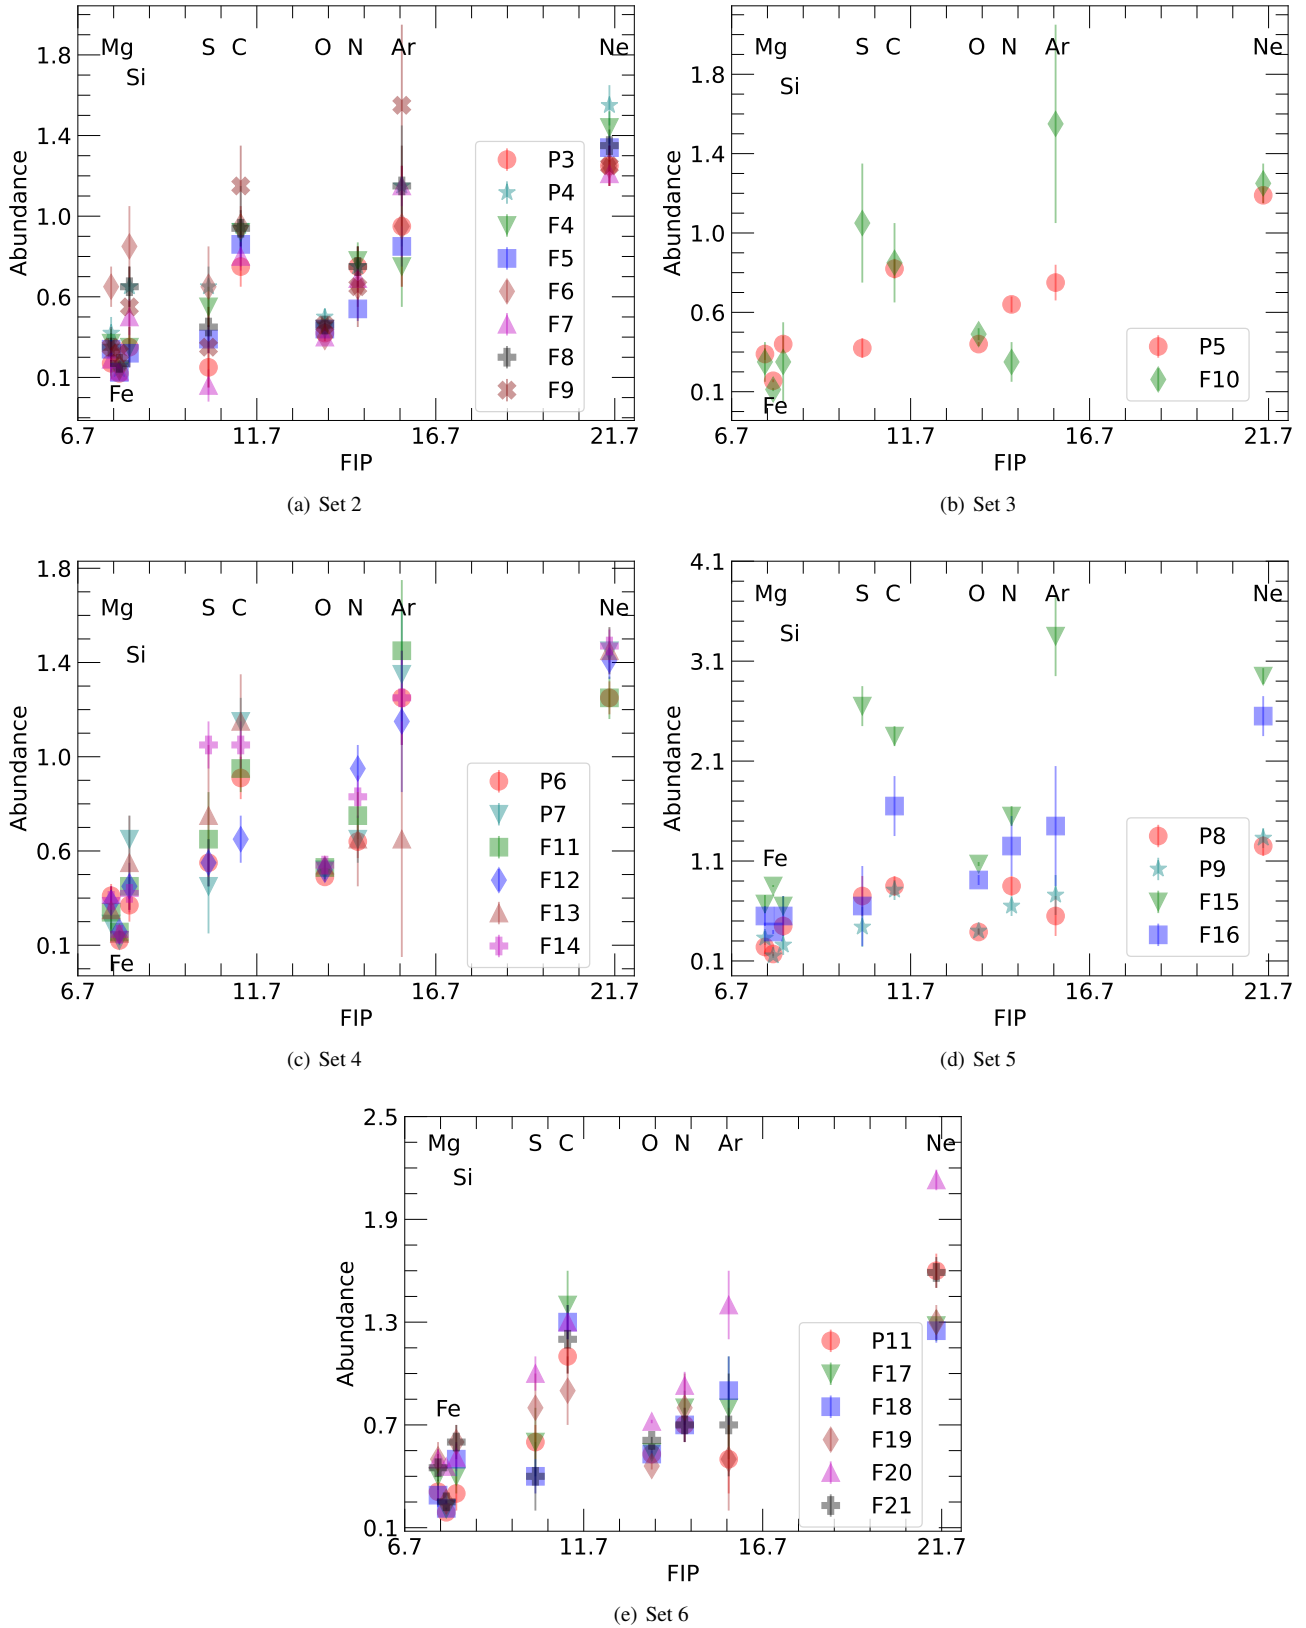 Mg
S
C
O
N
Ar
Ne
Si
Fe
1.8
1.4
1.0
0.6
0.1
Abundance
P3
P4
F4
F5
F6
F7
F8
F9
6.7
11.7
16.7
21.7
FIP
(a) Set 2
Mg
S
C
O
N
Ar
Ne
Si
Fe
1.8
1.4
1.0
0.6
0.1
Abundance
P5
F10
6.7
11.7
16.7
21.7
FIP
(b) Set 3
1.8
1.4
1.0
0.6
0.1
Abundance
Mg
S
C
O
N
Ar
Ne
Si
Fe
P6
P7
F11
F12
F13
F14
6.7
11.7
16.7
21.7
FIP
(c) Set 4
4.1
3.1
2.1
1.1
0.1
Abundance
Mg
S
C
O
N
Ar
Ne
Si
Fe
P8
P9
F15
F16
6.7
11.7
16.7
21.7
FIP
(d) Set 5
2.5
1.9
1.3
0.7
0.1
Abundance
Mg
S
C
O
N
Ar
Ne
Si
Fe
P11
F17
F18
F19
F20
F21
6.7
11.7
16.7
21.7
FIP
(e) Set 6